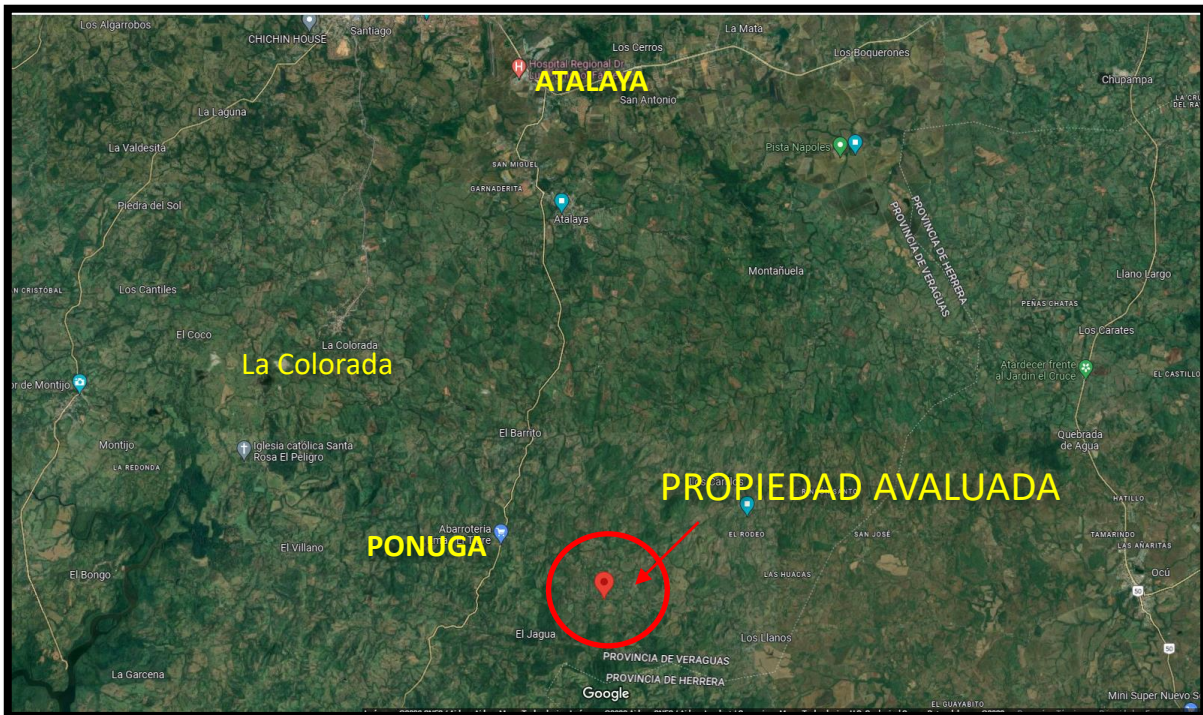 Los Algarrobos
CHICHIN HOUSE
Santiago
La Mata
Los Cerros
Los Boquerones
Hospital Regional Dr
ATALAYA
San Antonio
Chupampa
La Laguna
La Valdesita
Pista Napoles
SAN MIGUEL
GARNADERITA
Piedra del Sol
Atalaya
PROVINCIA DE HERRERA
PROVINCIA DE VERAGUAS
Montañuela
Llano Largo
N CRISTOBAL
Los Cantiles
PEÑAS CHATAS
El Coco
Los Carates
La Colorada
La Colorada
Atardecer frente
al Jardin el Cruce
EL CASTILLO
or de Montijo
El Barrito
Montijo
Iglesia católica Santa
Rosa El Peligro
Quebrada
de Agua
LA REDONDA
PROPIEDAD AVALUADA
HATILLO
Abarrotería
PONUGA
El Villano
EL RODEO
SAN JOSÉ
TAMARINDO
LAS AÑARITAS
El Bongo
LAS HUACAS
Ocú
50
El Jagua
Los Llanos
50
PROVINCIA DE VERAGUAS
PROVINCIA DE HERRERA
La Garcena
Google
Mini Super Nuevo S
EL GUAYABITO